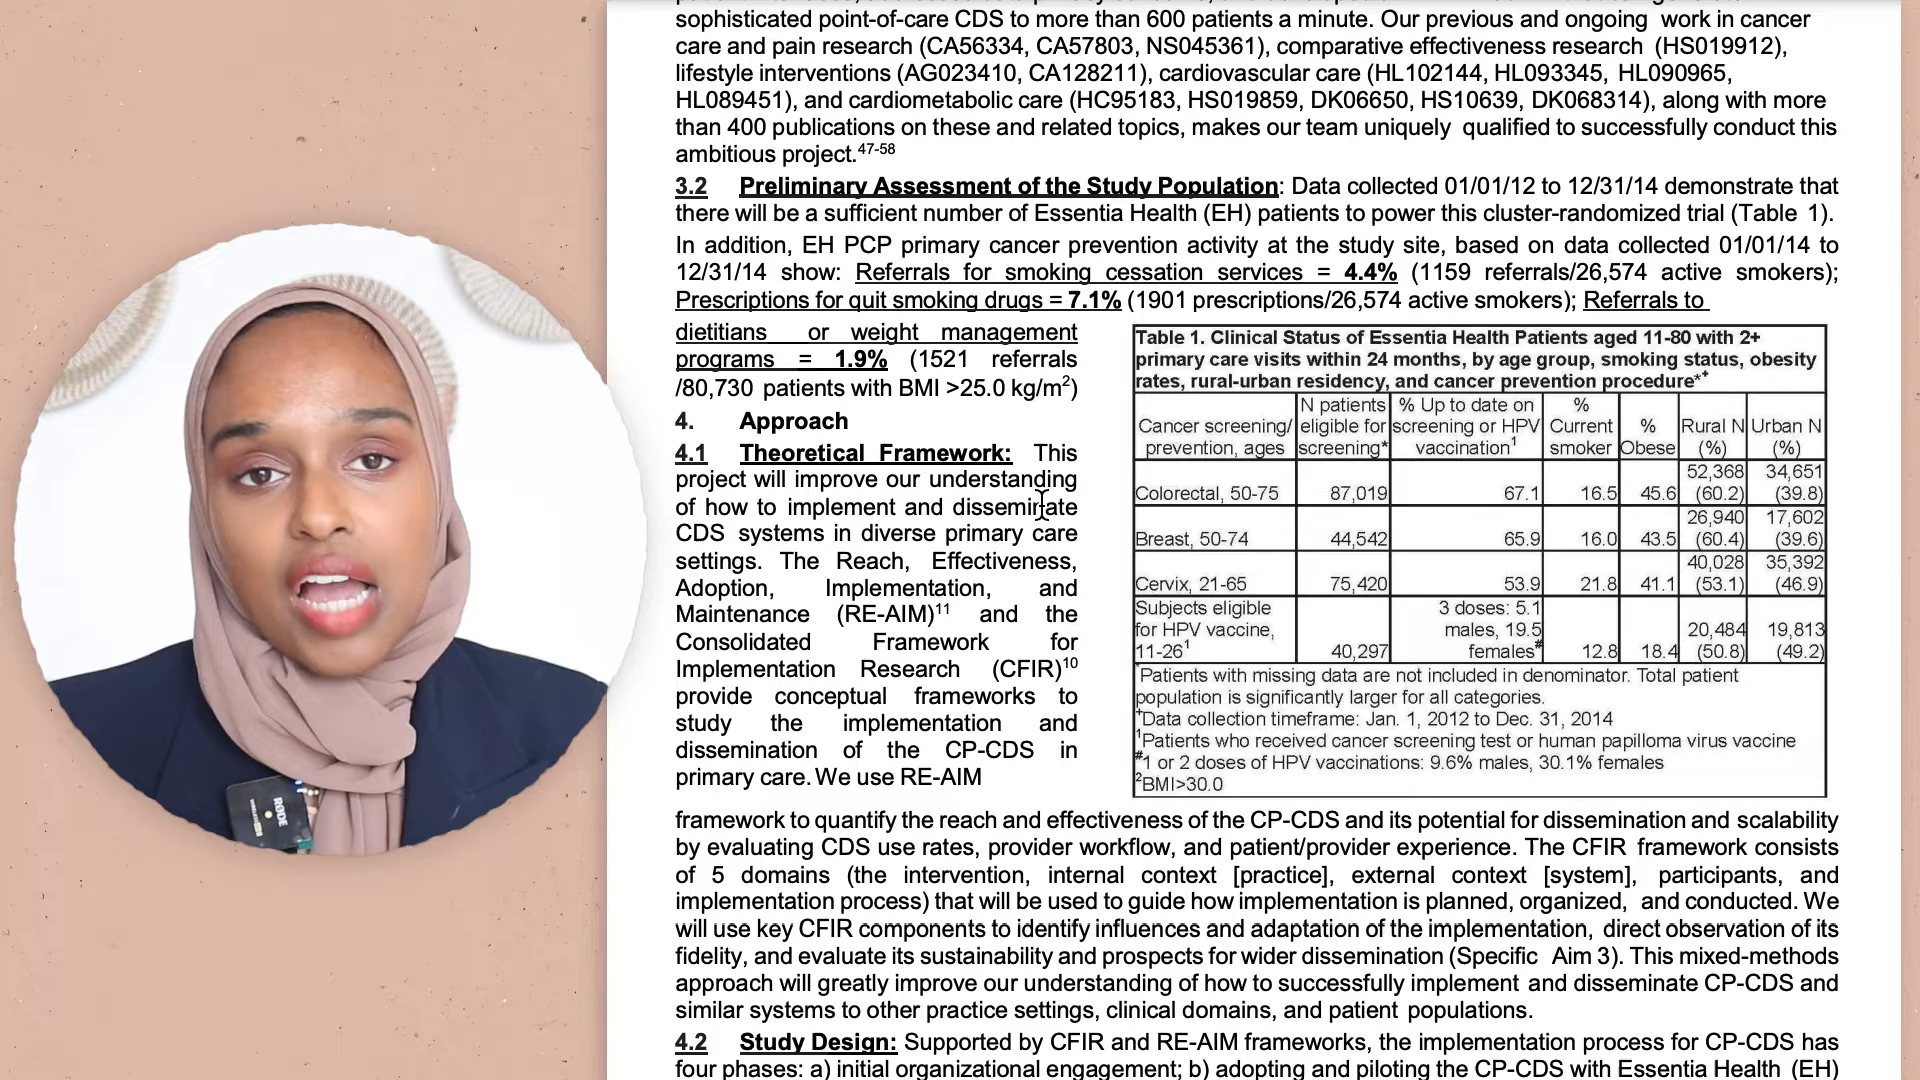 sophisticated point-of-care CDS to more than 600 patients a minute. Our previous and ongoing work in cancer
care and pain research (CA56334, CA57803, NS045361), comparative effectiveness research (HS019912),
lifestyle interventions (AG023410, CA128211), cardiovascular care (HL102144, HL093345, HL090965,
HL089451), and cardiometabolic care (HC95183, HS019859, DK06650, HS10639, DK068314), along with more
than 400 publications on these and related topics, makes our team uniquely qualified to successfully conduct this
ambitious project.47-58
3.2 Preliminary Assessment of the Study Population: Data collected 01/01/12 to 12/31/14 demonstrate that
there will be a sufficient number of Essentia Health (EH) patients to power this cluster-randomized trial (Table 1).
In addition, EH PCP primary cancer prevention activity at the study site, based on data collected 01/01/14 to
12/31/14 show: Referrals for smoking cessation services = 4.4% (1159 referrals/26,574 active smokers);
Prescriptions for quit smoking drugs = 7.1% (1901 prescriptions/26,574 active smokers); Referrals to
dietitians or weight management
programs = 1.9% (1521 referrals
/80,730 patients with BMI >25.0 kg/m2)
4. Approach
4.1 Theoretical Framework: This
project will improve our understanding
of how to implement and disseminate
CDS systems in diverse primary care
settings. The Reach, Effectiveness,
Adoption, Implementation, and
Maintenance (RE-AIM)11 and the
Consolidated Framework for
Implementation Research (CFIR)10
provide conceptual frameworks to
study the implementation and
dissemination of the CP-CDS in
primary care. We use RE-AIM
Table 1. Clinical Status of Essentia Health Patients aged 11-80 with 2+
primary care visits within 24 months, by age group, smoking status, obesity
rates, rural-urban residency, and cancer prevention procedure*+
Cancer screening/ prevention, ages N patients eligible for screening* % Up to date on screening or HPV vaccination1 % Current smoker % Obese Rural N (%) Urban N (%)
Colorectal, 50-75 87,019 67.1 16.5 45.6 52,368 (60.2) 34,651 (39.8)
Breast, 50-74 44,542 65.9 16.0 43.5 26,940 (60.4) 17,602 (39.6)
Cervix, 21-65 75,420 53.9 21.8 41.1 40,028 (53.1) 35,392 (46.9)
Subjects eligible for HPV vaccine, 11-261 40,297 3 doses: 5.1 males, 19.5 females# 12.8 18.4 20,484 (50.8) 19,813 (49.2)
*Patients with missing data are not included in denominator. Total patient
population is significantly larger for all categories.
+Data collection timeframe: Jan. 1, 2012 to Dec. 31, 2014
1Patients who received cancer screening test or human papilloma virus vaccine
#1 or 2 doses of HPV vaccinations: 9.6% males, 30.1% females
2BMI>30.0
framework to quantify the reach and effectiveness of the CP-CDS and its potential for dissemination and scalability
by evaluating CDS use rates, provider workflow, and patient/provider experience. The CFIR framework consists
of 5 domains (the intervention, internal context [practice], external context [system], participants, and
implementation process) that will be used to guide how implementation is planned, organized, and conducted. We
will use key CFIR components to identify influences and adaptation of the implementation, direct observation of its
fidelity, and evaluate its sustainability and prospects for wider dissemination (Specific Aim 3). This mixed-methods
approach will greatly improve our understanding of how to successfully implement and disseminate CP-CDS and
similar systems to other practice settings, clinical domains, and patient populations.
4.2 Study Design: Supported by CFIR and RE-AIM frameworks, the implementation process for CP-CDS has
four phases: a) initial organizational engagement; b) adopting and piloting the CP-CDS with Essentia Health (EH)
RØDE